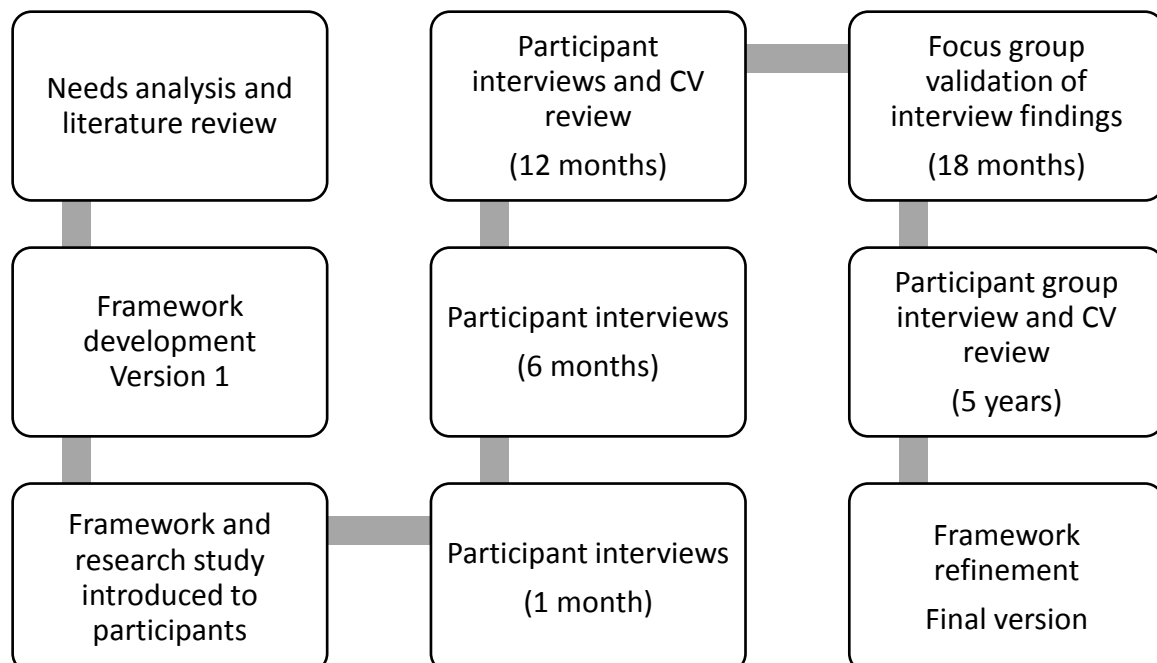 Needs analysis and
literature review
Framework
development
Version 1
Framework and
research study
introduced to
participants
Participant interviews
(1 month)
Participant interviews
(6 months)
Participant
interviews and CV
review
(12 months)
Focus group
validation of
interview findings
(18 months)
Participant group
interview and CV
review
(5 years)
Framework
refinement
Final version